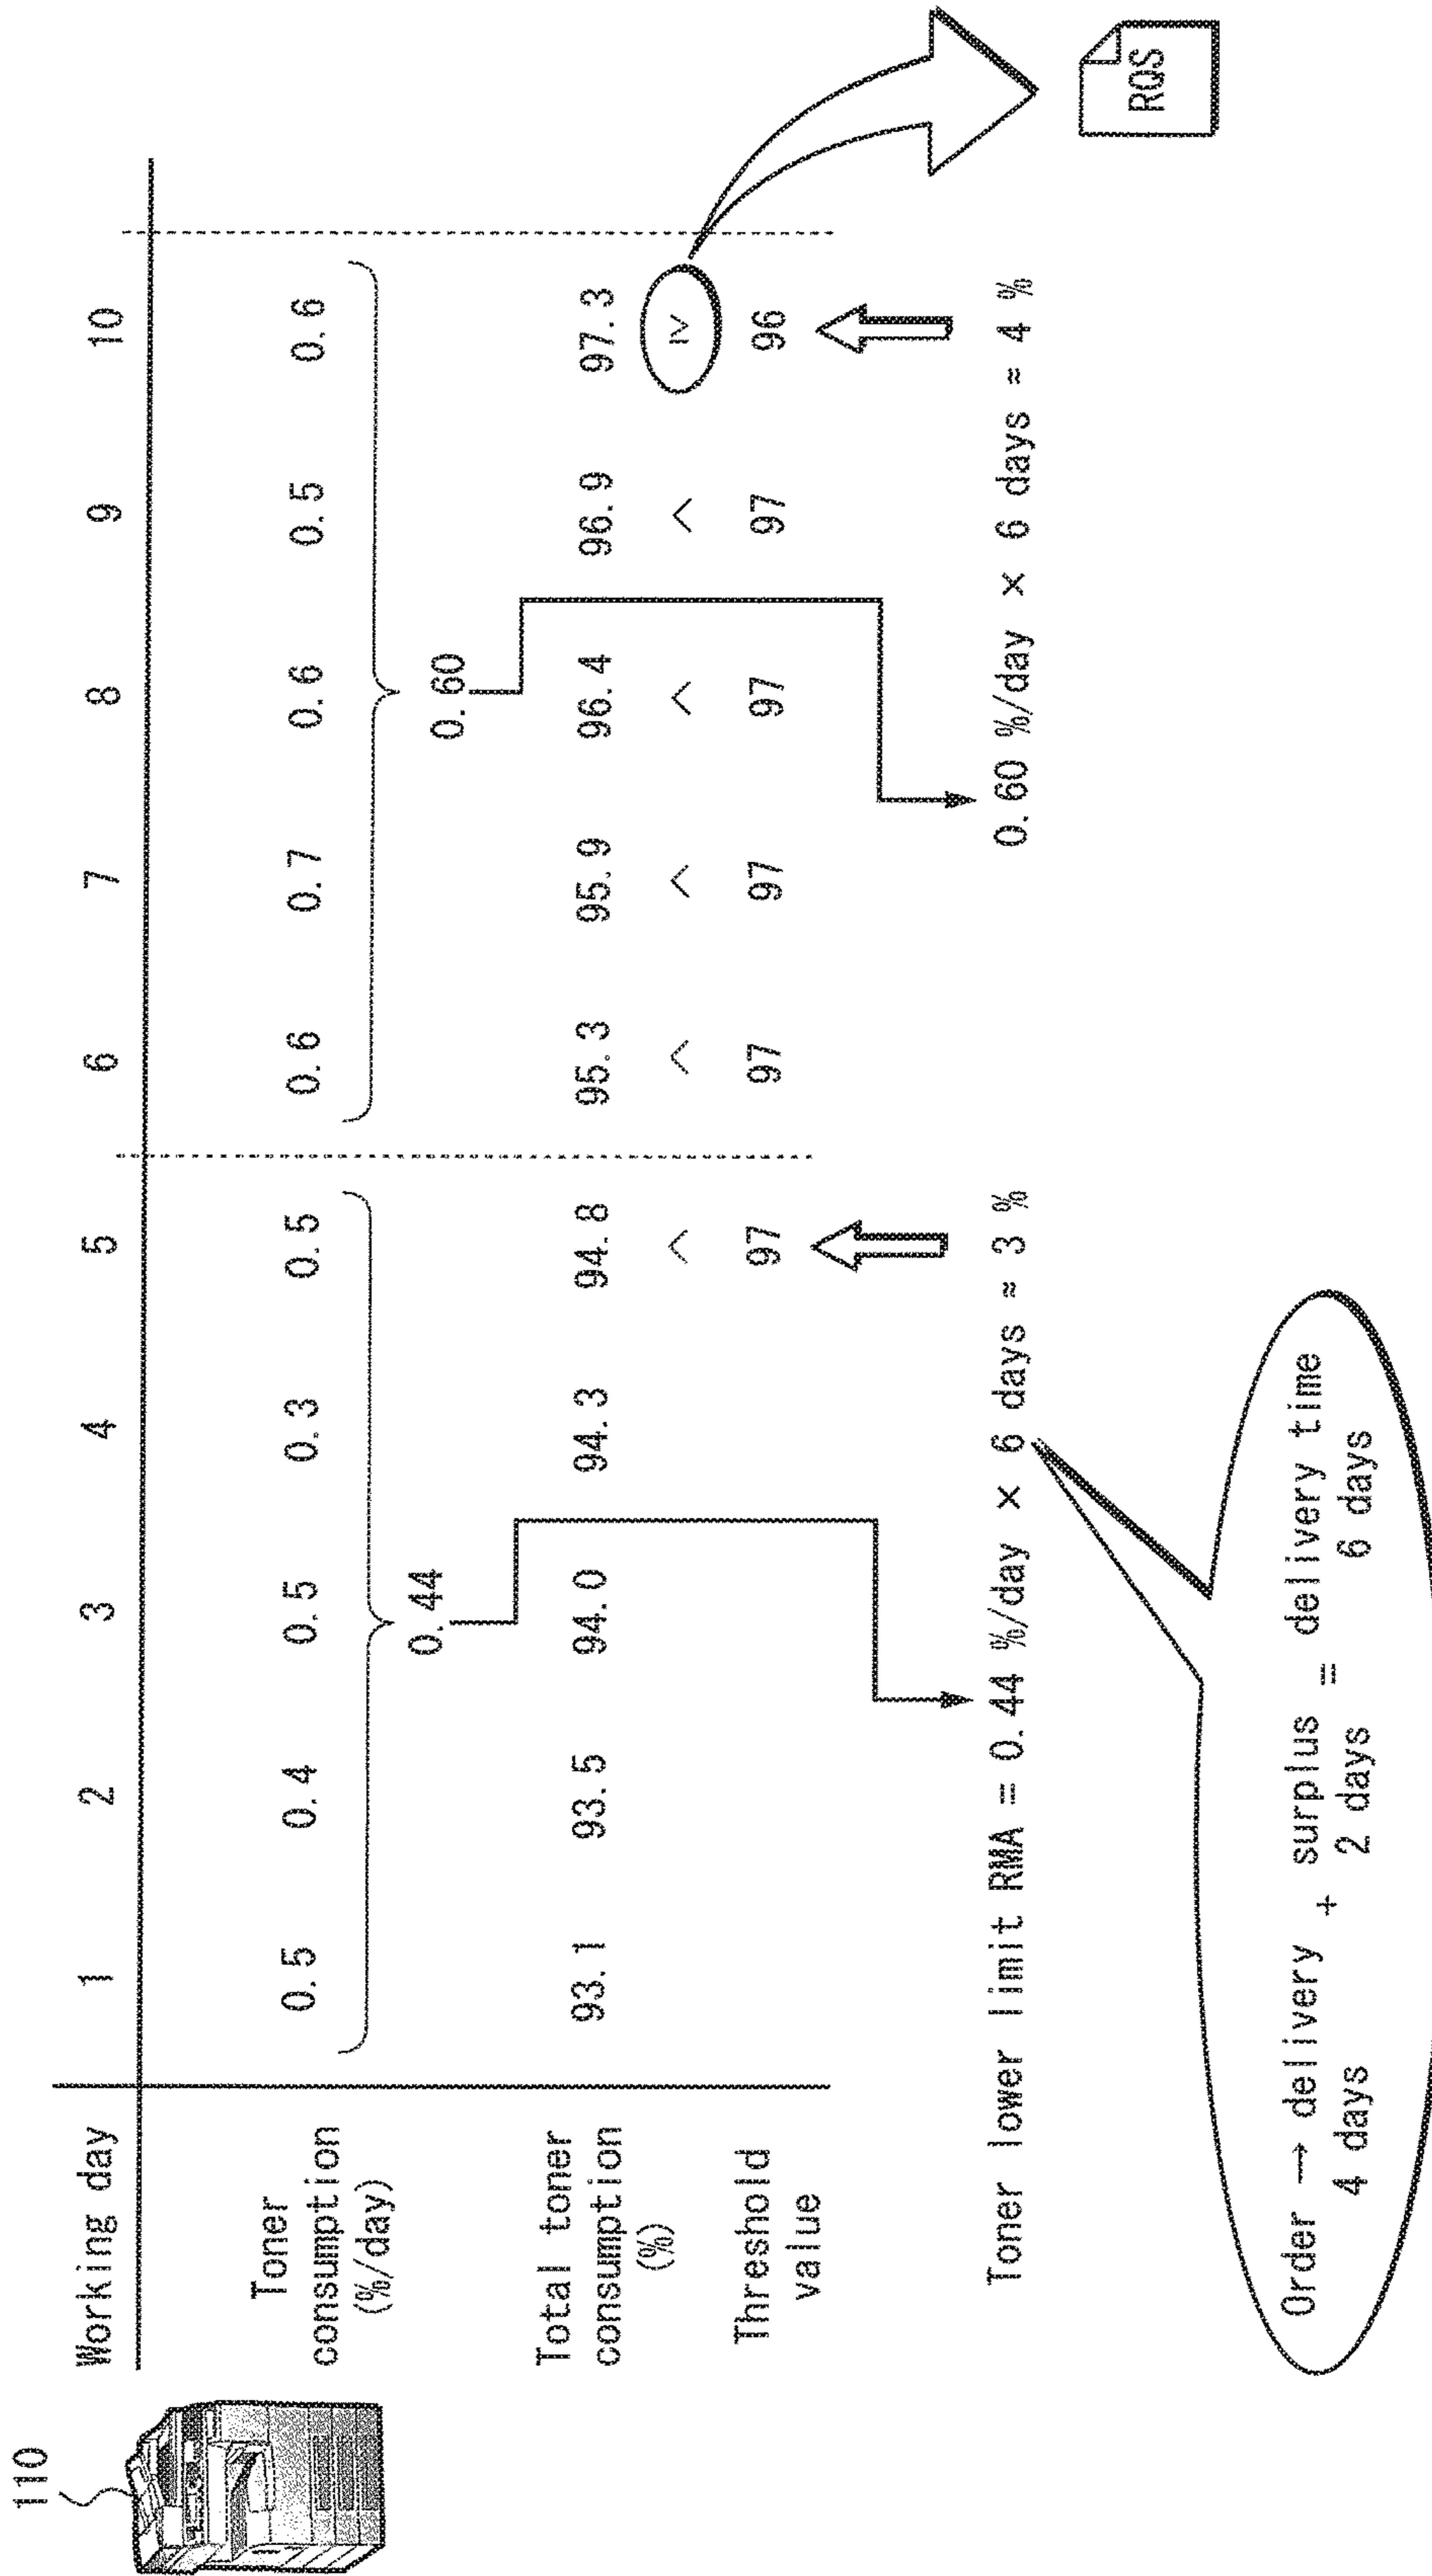 110
Working day 1 2 3 4 5 6 7 8 9 10
Toner
consumption
(%/day)
0.5 0.4 0.5 0.3 0.5 0.6 0.7 0.6 0.5 0.6
0.44 0.60
Total toner
consumption
(%)
93.1 93.5 94.0 94.3 94.8 95.3 95.9 96.4 96.9 97.3
< < < < < ≥
Threshold
value
97 97 97 97 97 96
Toner lower limit RMA = 0.44 %/day × 6 days ≈ 3 %
0.60 %/day × 6 days ≈ 4 %
RQS
Order → delivery + surplus = delivery time
4 days 2 days 6 days